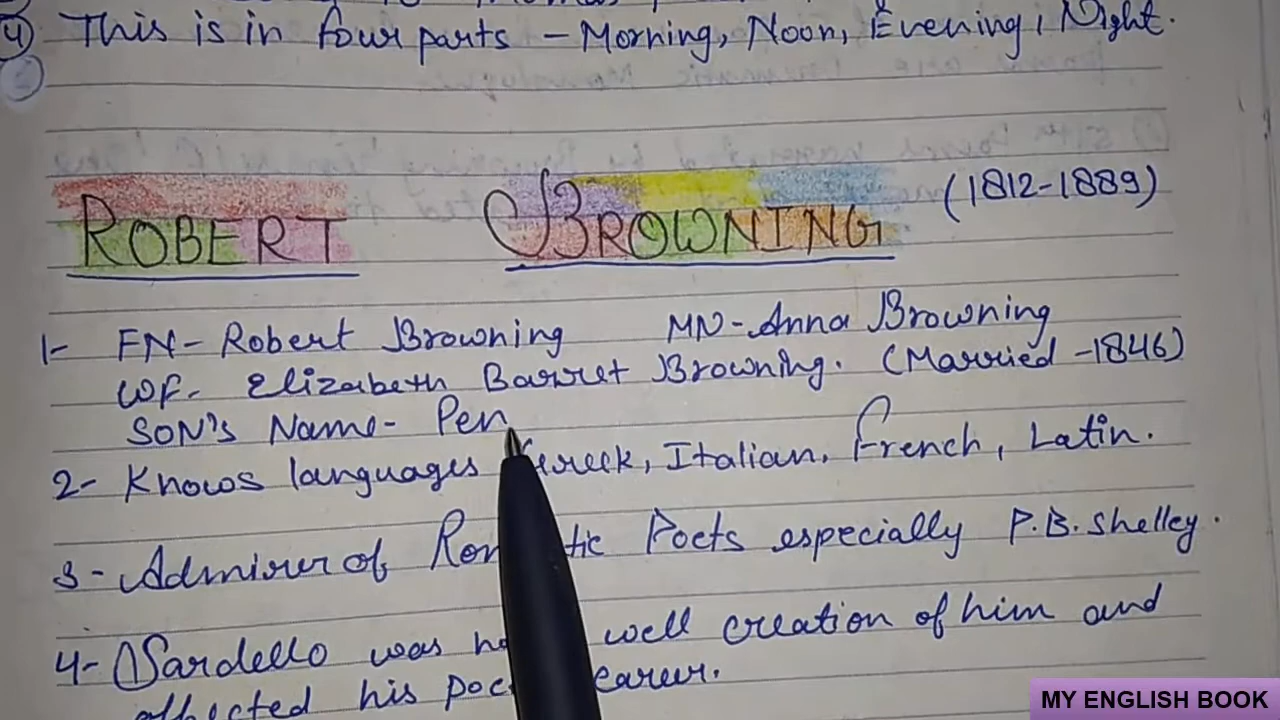 4) This is in four parts - Morning, Noon, Evening, Night.
ROBERT BROWNING (1812-1889)
1- FN- Robert Browning MN- Anna Browning
WF- Elizabeth Barret Browning. (Married -1846)
SON'S Name- Pen
2- Knows languages Greek, Italian, French, Latin.
3- Admirer of Romantic Poets especially P.B. Shelley.
4- Sardello was well creation of him and
affected his career.
MY ENGLISH BOOK